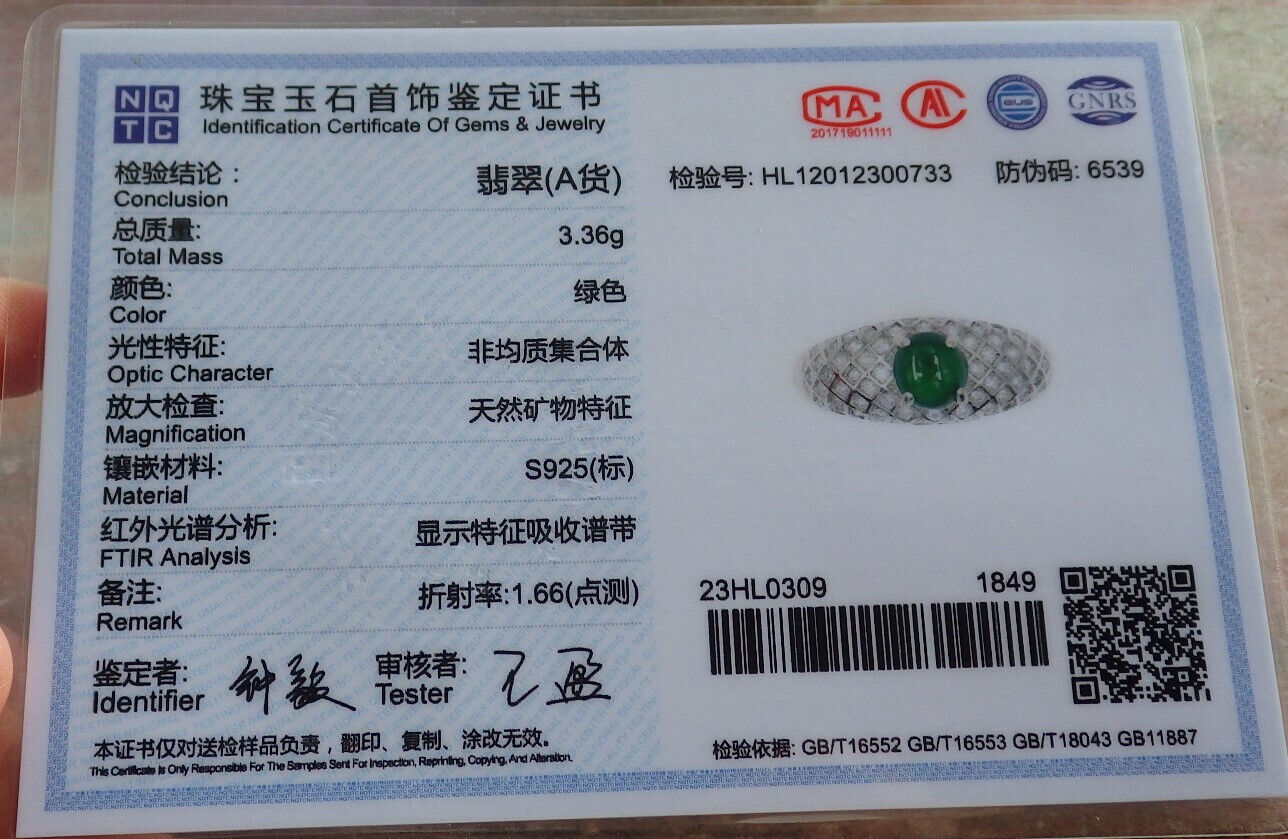 NQ
TC
珠宝玉石首饰鉴定证书
Identification Certificate Of Gems & Jewelry
MA
201719011111
GNRS
检验结论：
Conclusion
翡翠(A货)
检验号: HL12012300733
防伪码: 6539
总质量:
Total Mass
3.36g
颜色:
Color
绿色
光性特征:
Optic Character
非均质集合体
放大检查:
Magnification
天然矿物特征
镶嵌材料:
Material
S925(标)
红外光谱分析:
FTIR Analysis
显示特征吸收谱带
备注:
Remark
折射率:1.66(点测)
23HL0309
1849
鉴定者:
Identifier
审核者:
Tester
本证书仅对送检样品负责，翻印、复制、涂改无效。
This Certificate Is Only Responsible For The Samples Sent For Inspection, Reprinting, Copying, And Alteration.
检验依据: GB/T16552 GB/T16553 GB/T18043 GB11887